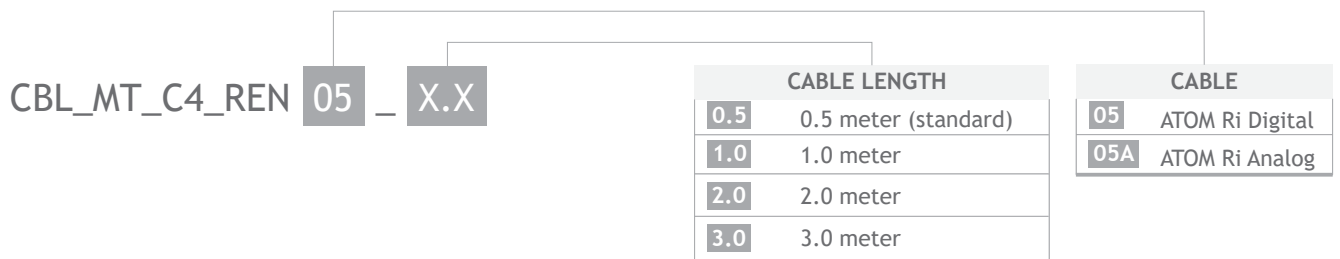 CBL_MT_C4_REN 05 _ X.X
CABLE LENGTH
0.5 0.5 meter (standard)
1.0 1.0 meter
2.0 2.0 meter
3.0 3.0 meter
CABLE
05 ATOM Ri Digital
05A ATOM Ri Analog